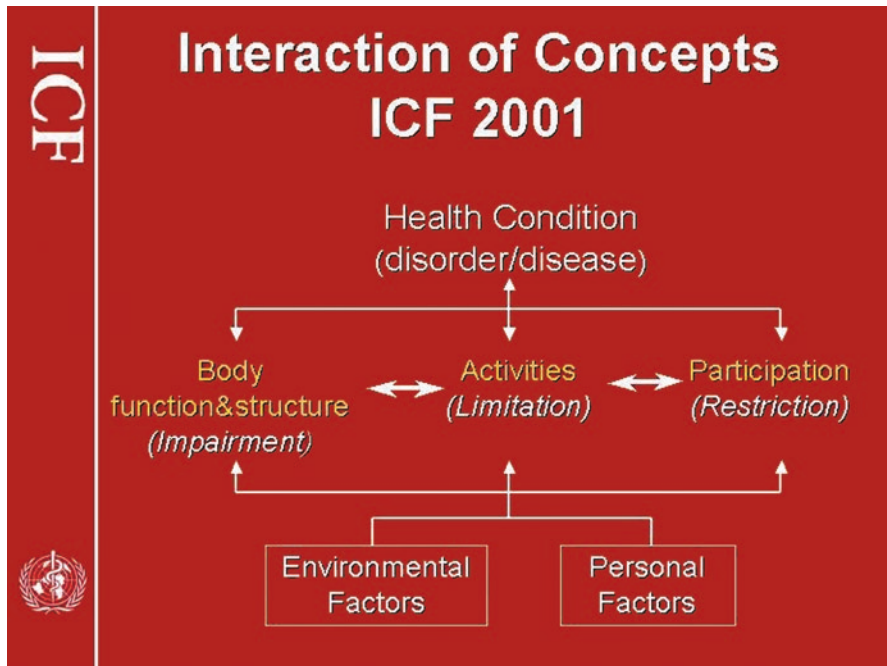 ICF
Interaction of Concepts
ICF 2001
Health Condition
(disorder/disease)
Body
function&structure
(Impairment)
Activities
(Limitation)
Participation
(Restriction)
Environmental
Factors
Personal
Factors